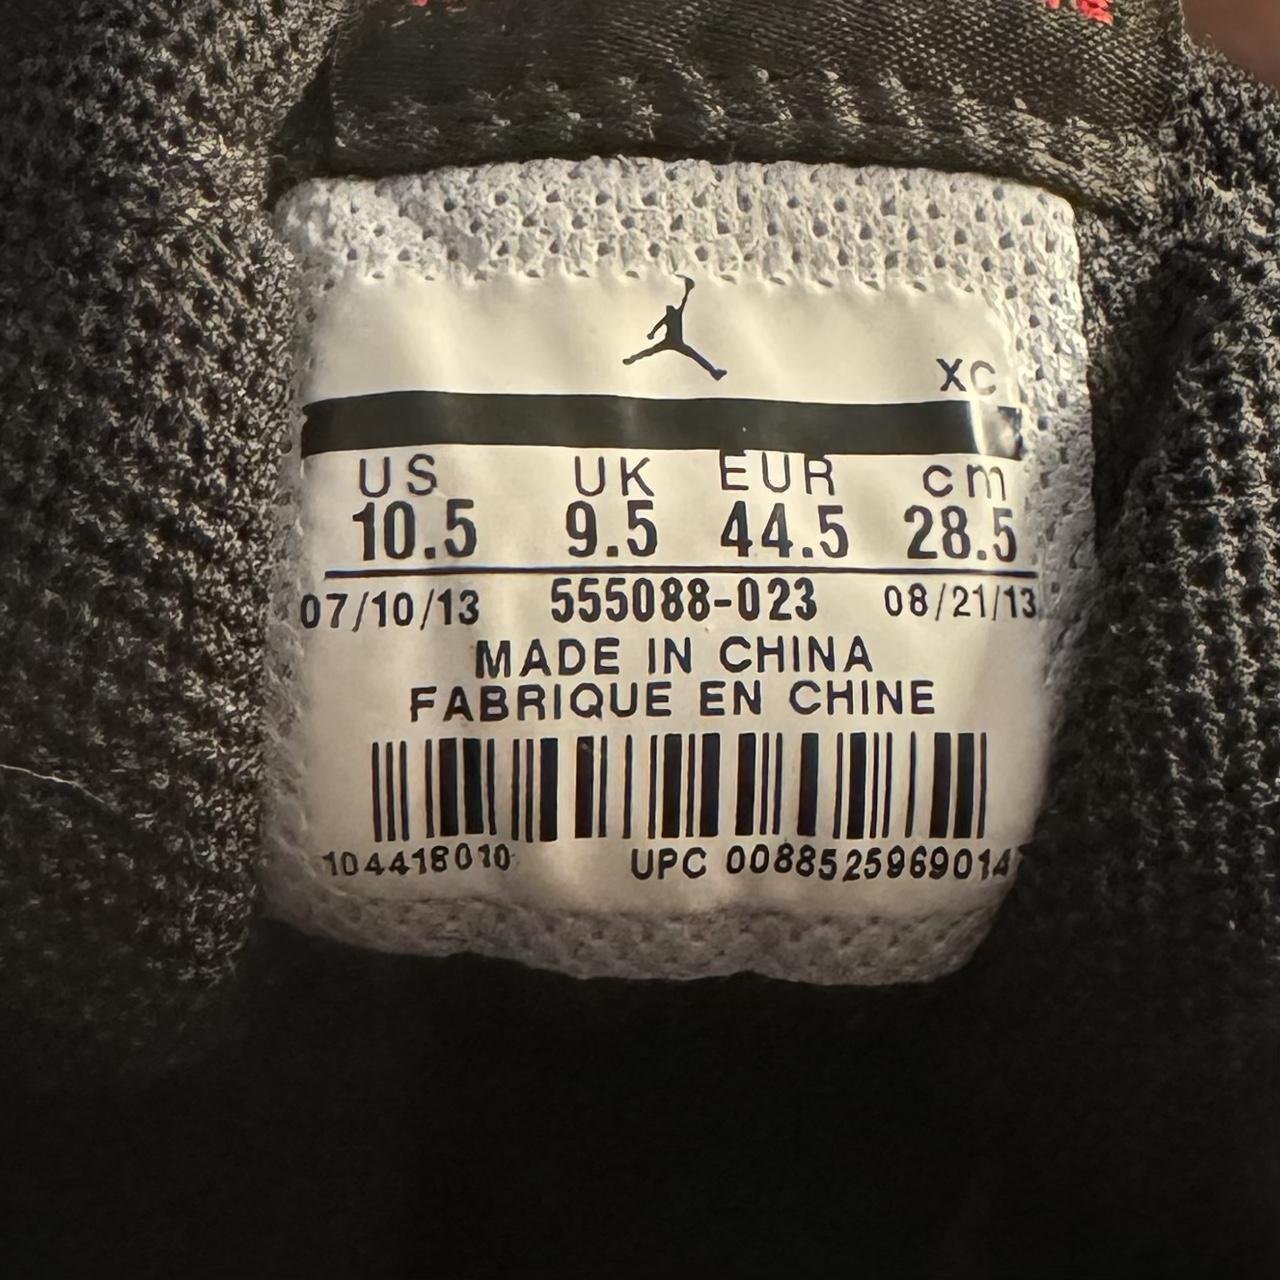 XC
US UK EUR cm
10.5 9.5 44.5 28.5
07/10/13 555088-023 08/21/13
MADE IN CHINA
FABRIQUE EN CHINE
104418010 UPC 00885259690147